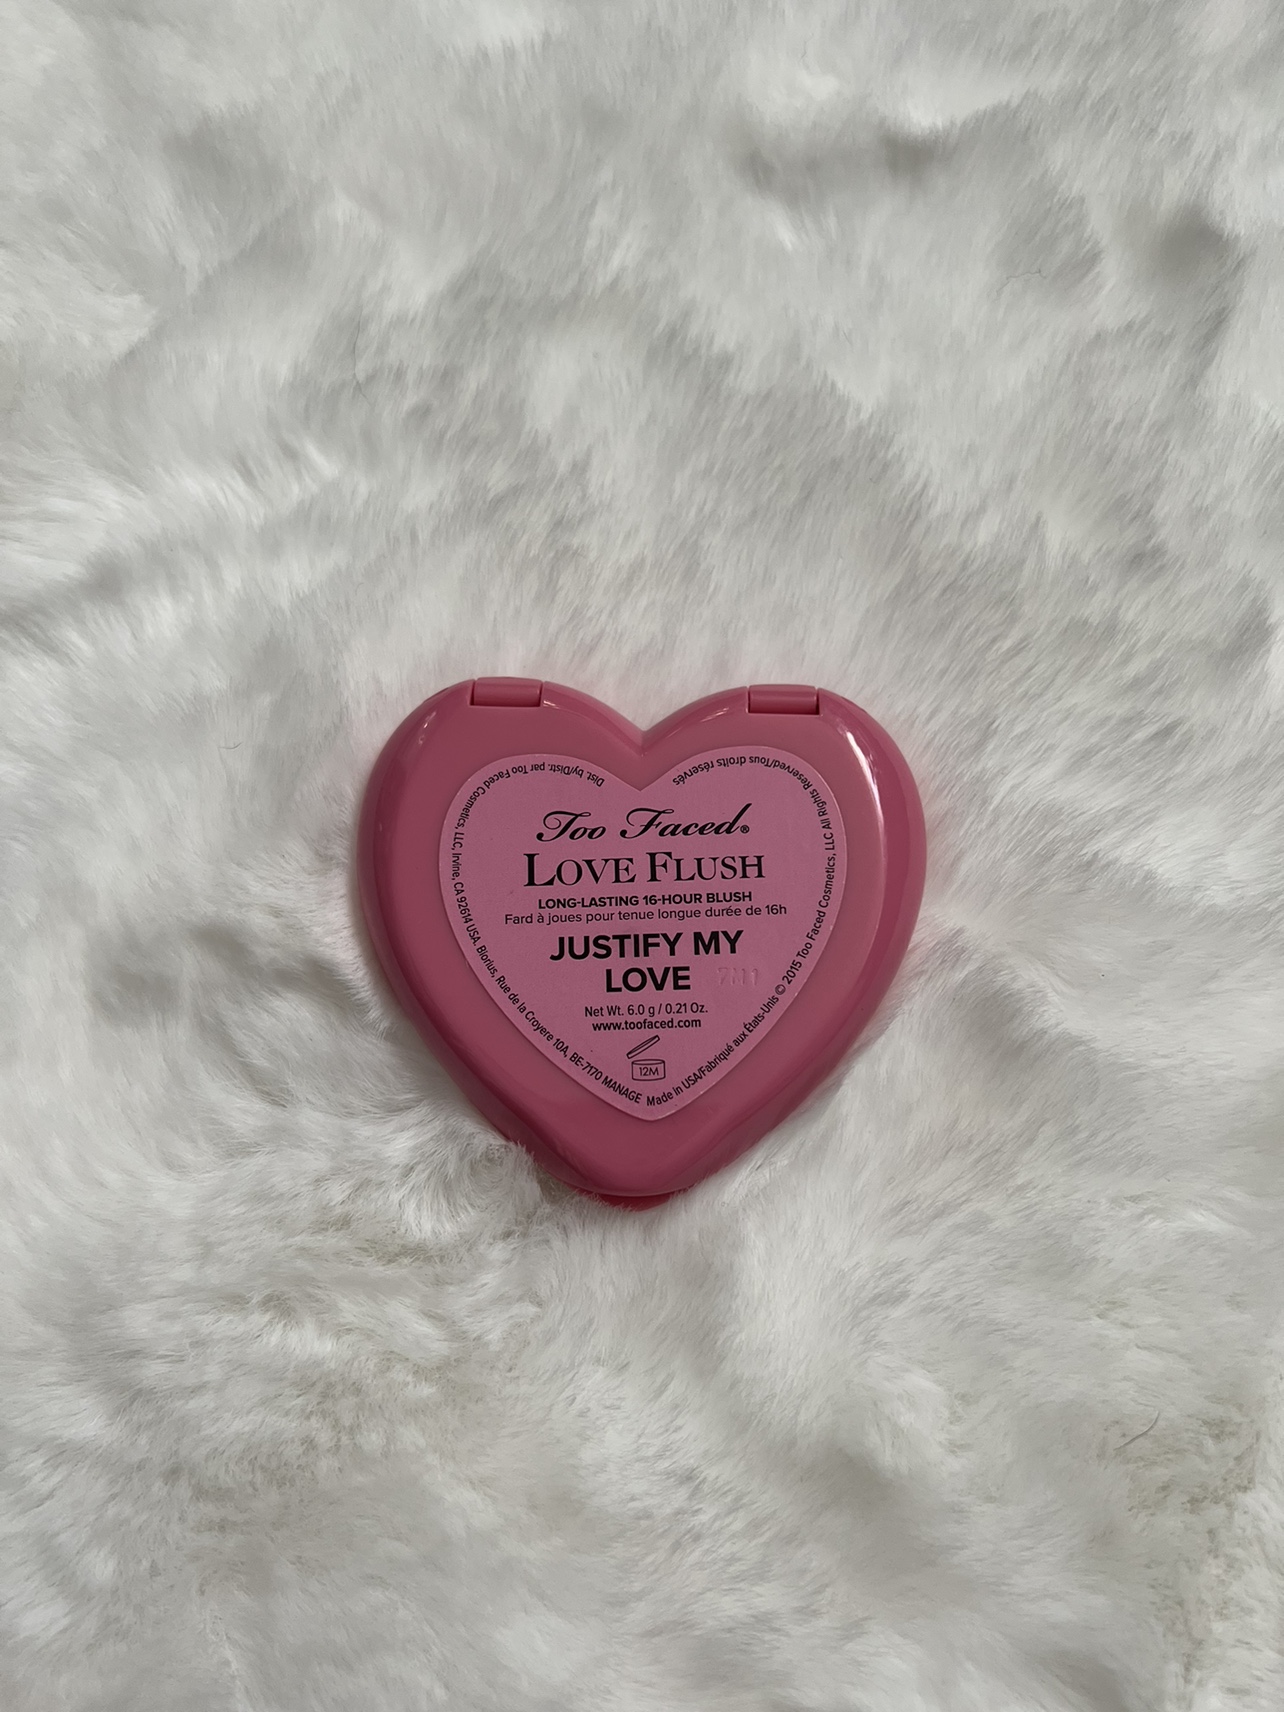 Too Faced®
LOVE FLUSH
LONG-LASTING 16-HOUR BLUSH
Fard à joues pour tenue longue durée de 16h
JUSTIFY MY
LOVE
7111
Net Wt. 6.0 g / 0.21 Oz.
www.toofaced.com
12M
Dist. by/Distr. par Too Faced Cosmetics, LLC, Irvine, CA 92614 USA. Biorius, Rue de la Croyere 10A, BE-7170 MANAGE
Made in USA/Fabriqué aux États-Unis © 2015 Too Faced Cosmetics, LLC All Rights Reserved/Tous droits réservés